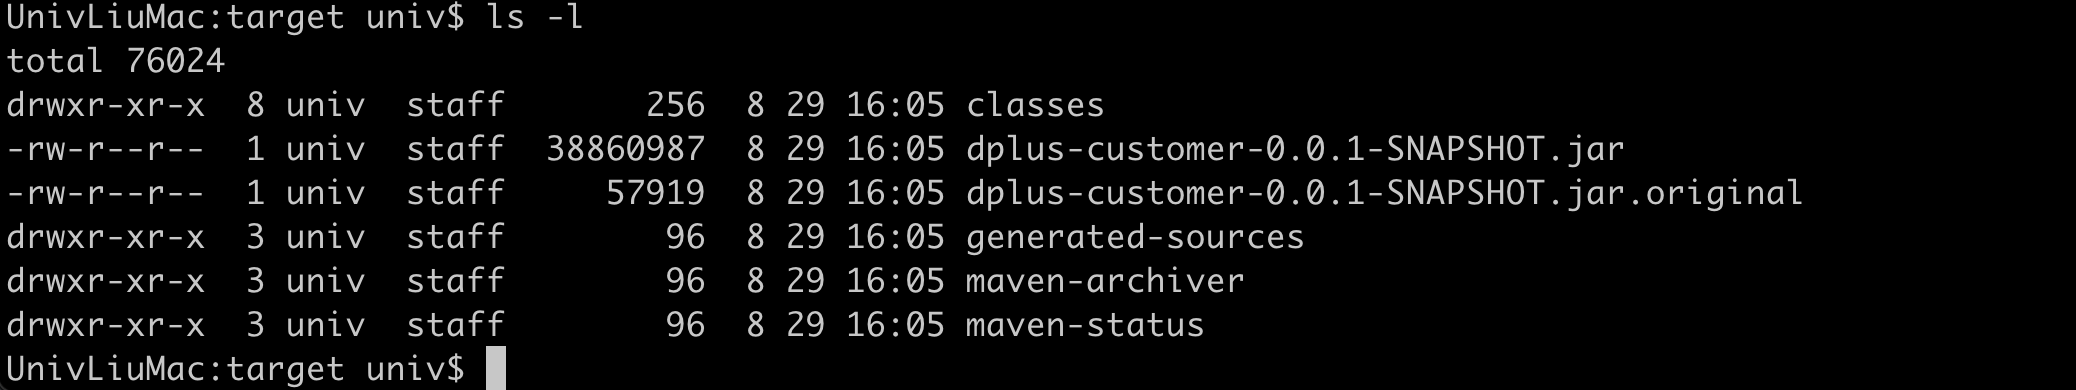 UnivLiuMac:target univ$ ls -l
total 76024
drwxr-xr-x  8 univ  staff       256  8 29 16:05 classes
-rw-r--r--  1 univ  staff  38860987  8 29 16:05 dplus-customer-0.0.1-SNAPSHOT.jar
-rw-r--r--  1 univ  staff     57919  8 29 16:05 dplus-customer-0.0.1-SNAPSHOT.jar.original
drwxr-xr-x  3 univ  staff        96  8 29 16:05 generated-sources
drwxr-xr-x  3 univ  staff        96  8 29 16:05 maven-archiver
drwxr-xr-x  3 univ  staff        96  8 29 16:05 maven-status
UnivLiuMac:target univ$